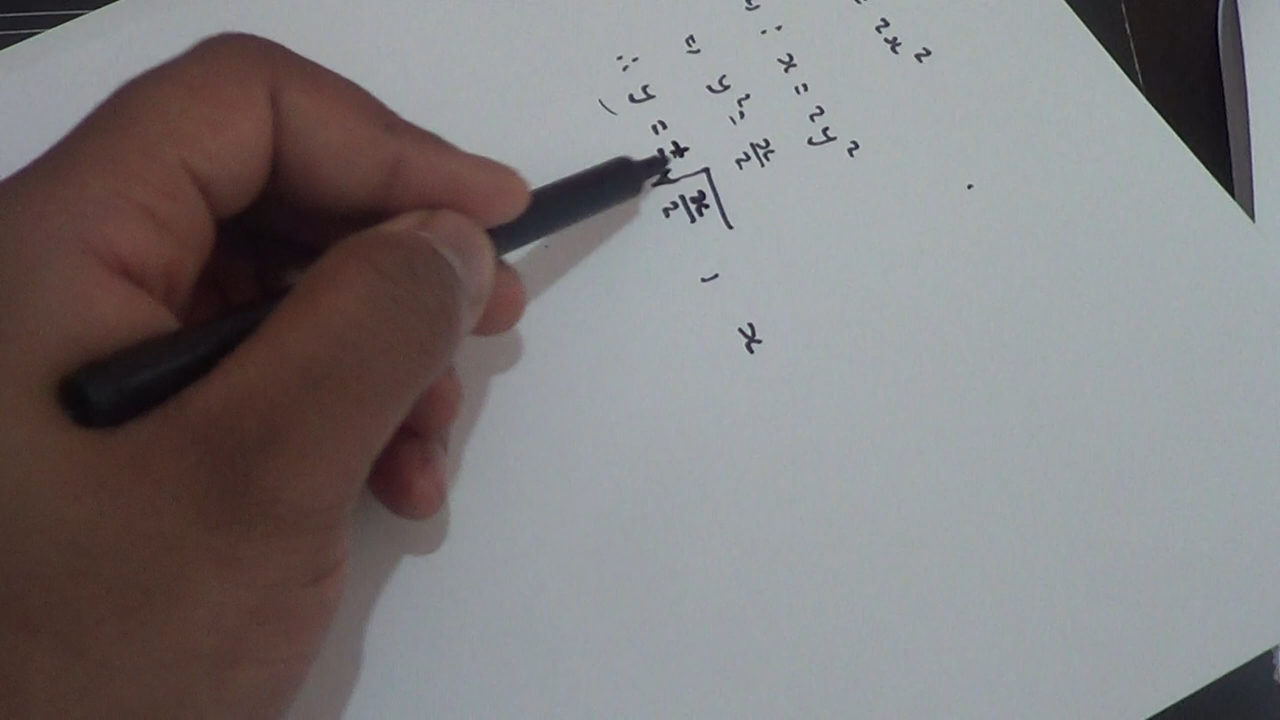 = 2x²
∴ x = 2y²
=) y² = x/2
∴ y = ±√(x/2) , x